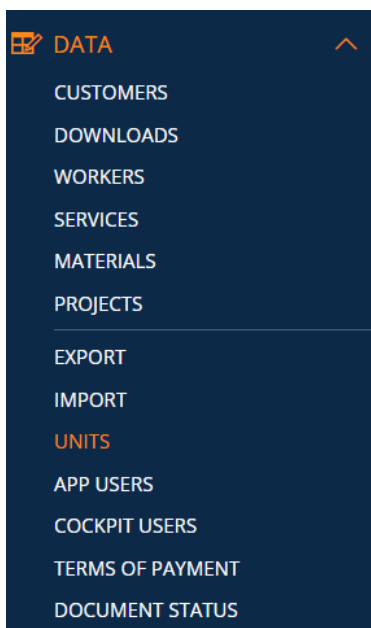 DATA
CUSTOMERS
DOWNLOADS
WORKERS
SERVICES
MATERIALS
PROJECTS
EXPORT
IMPORT
UNITS
APP USERS
COCKPIT USERS
TERMS OF PAYMENT
DOCUMENT STATUS